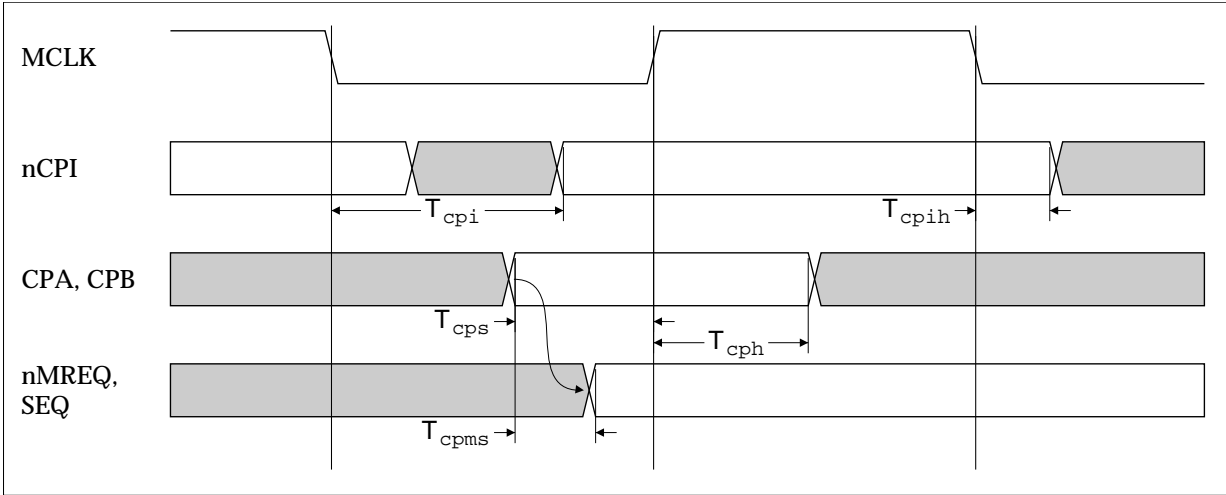 MCLK
nCPI
Tcpi
Tcpih
CPA, CPB
Tcps
Tcph
nMREQ,
SEQ
Tcpms